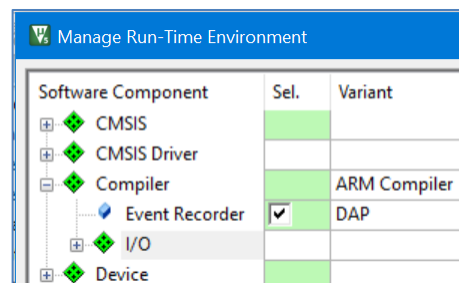 Manage Run-Time Environment
Software Component Sel. Variant
CMSIS
CMSIS Driver
Compiler ARM Compiler
Event Recorder DAP
I/O
Device